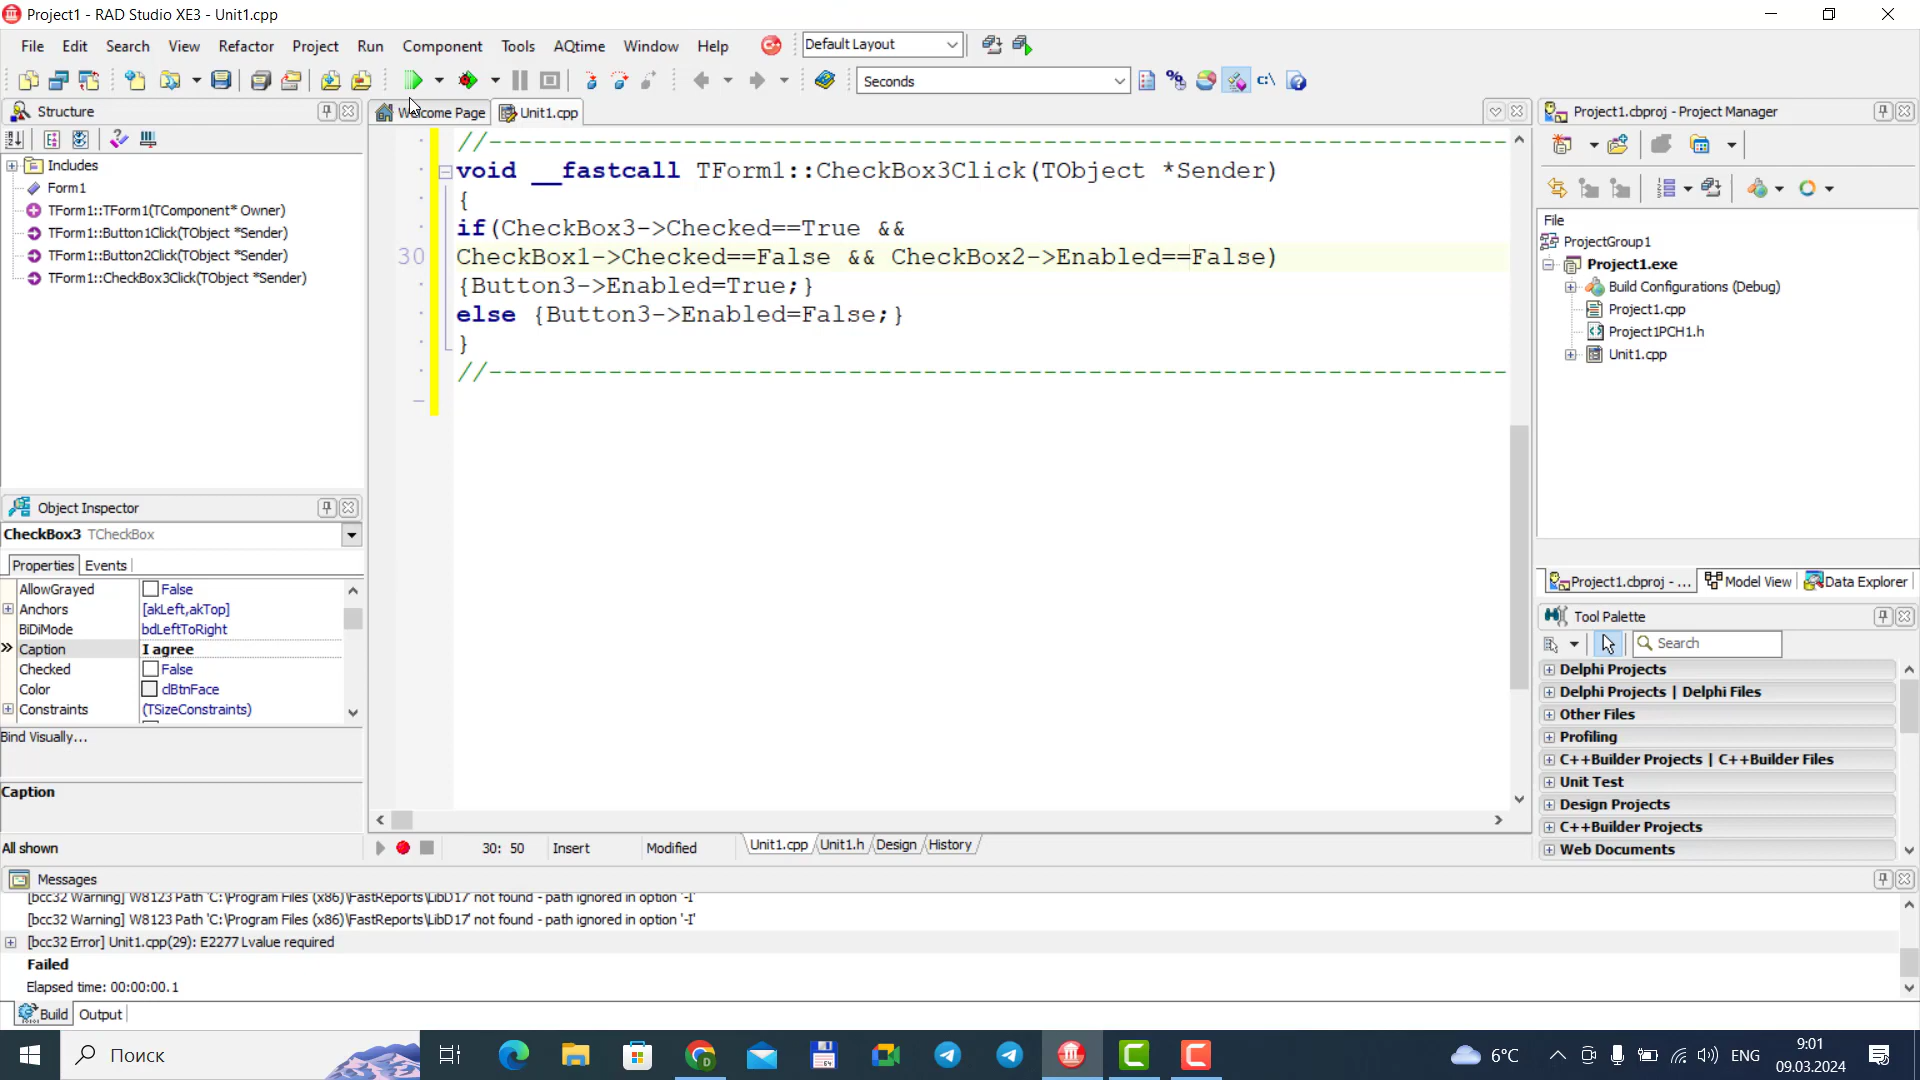 Project1 - RAD Studio XE3 - Unit1.cpp
File Edit Search View Refactor Project Run Component Tools AQtime Window Help Default Layout
Seconds
Structure
Includes
Form1
TForm1::TForm1(TComponent* Owner)
TForm1::Button1Click(TObject *Sender)
TForm1::Button2Click(TObject *Sender)
TForm1::CheckBox3Click(TObject *Sender)
Object Inspector
CheckBox3 TCheckBox
Properties Events
AllowGrayed False
Anchors [akLeft,akTop]
BiDiMode bdLeftToRight
Caption I agree
Checked False
Color clBtnFace
Constraints (TSizeConstraints)
Bind Visually...
Caption
All shown
Welcome Page Unit1.cpp
//--------------------------------------------------------------------
void __fastcall TForm1::CheckBox3Click(TObject *Sender)
{
if(CheckBox3->Checked==True &&
30 CheckBox1->Checked==False && CheckBox2->Enabled==False)
{Button3->Enabled=True;}
else {Button3->Enabled=False;}
}
//--------------------------------------------------------------------
30: 50 Insert Modified Unit1.cpp Unit1.h Design History
Project1.cbproj - Project Manager
File
ProjectGroup1
Project1.exe
Build Configurations (Debug)
Project1.cpp
Project1PCH1.h
Unit1.cpp
Project1.cbproj - ... Model View Data Explorer
Tool Palette
Search
Delphi Projects
Delphi Projects | Delphi Files
Other Files
Profiling
C++Builder Projects | C++Builder Files
Unit Test
Design Projects
C++Builder Projects
Web Documents
Messages
[bcc32 Warning] W8123 Path 'C:\Program Files (x86)\FastReports\LibD17' not found - path ignored in option '-I'
[bcc32 Warning] W8123 Path 'C:\Program Files (x86)\FastReports\LibD17' not found - path ignored in option '-I'
[bcc32 Error] Unit1.cpp(29): E2277 Lvalue required
Failed
Elapsed time: 00:00:00.1
Build Output
Поиск
6°C
ENG
9:01
09.03.2024